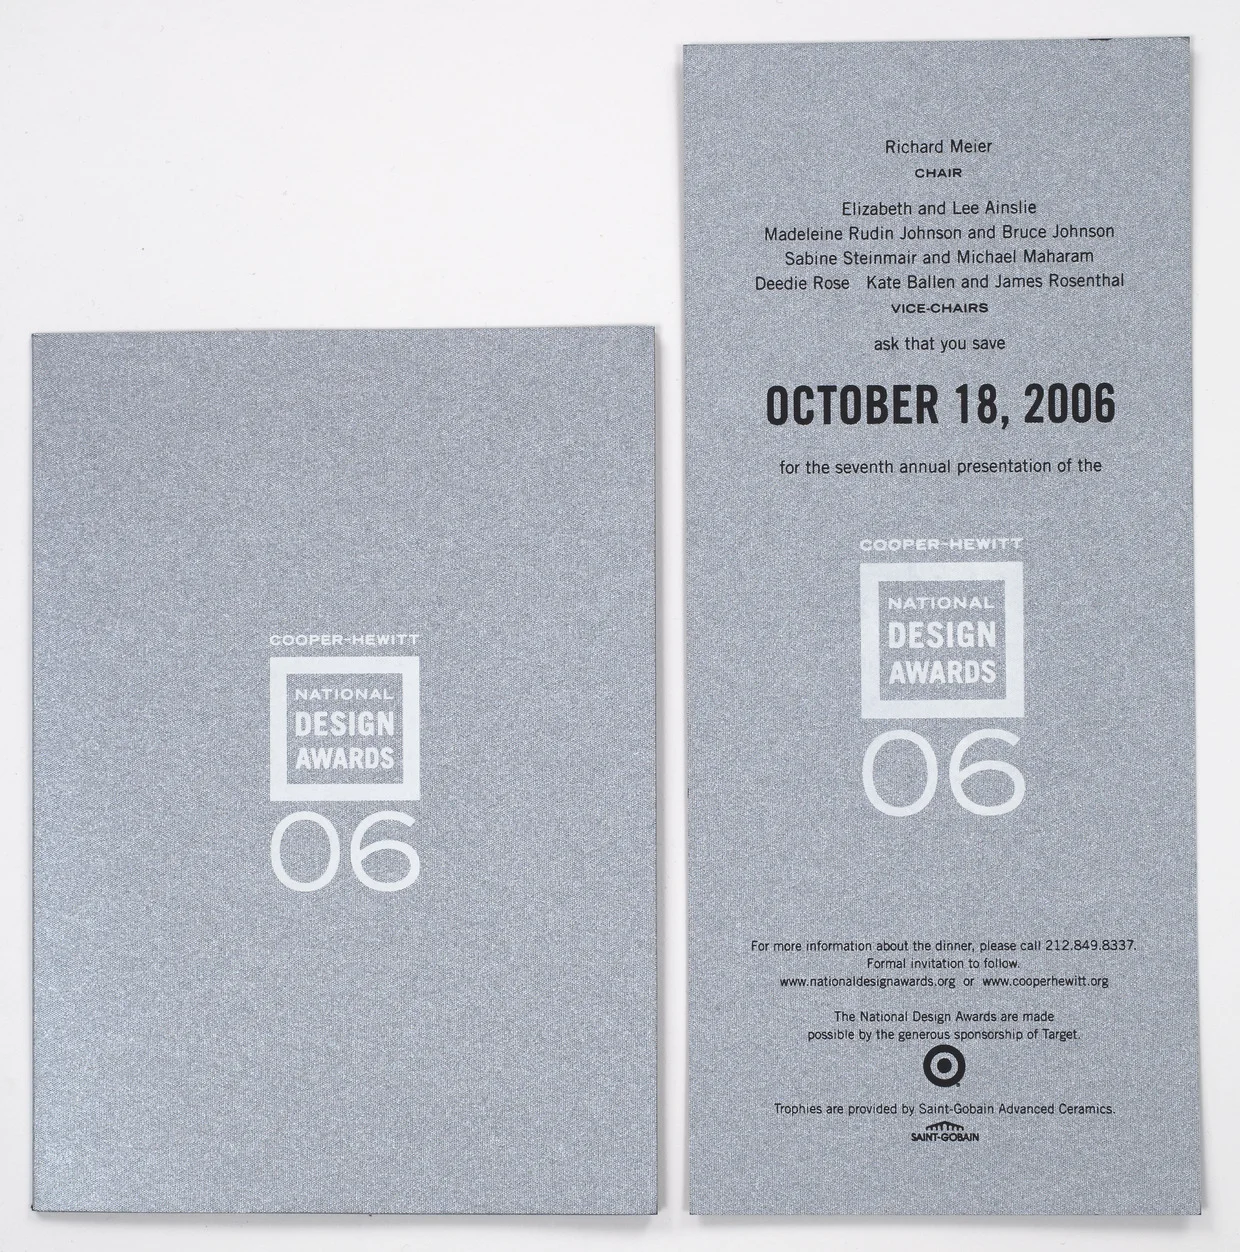 COOPER-HEWITT
NATIONAL
DESIGN
AWARDS
06
Richard Meier
CHAIR
Elizabeth and Lee Ainslie
Madeleine Rudin Johnson and Bruce Johnson
Sabine Steinmair and Michael Maharam
Deedie Rose   Kate Ballen and James Rosenthal
VICE-CHAIRS
ask that you save
OCTOBER 18, 2006
for the seventh annual presentation of the
COOPER-HEWITT
NATIONAL
DESIGN
AWARDS
06
For more information about the dinner, please call 212.849.8337.
Formal invitation to follow.
www.nationaldesignawards.org or www.cooperhewitt.org
The National Design Awards are made
possible by the generous sponsorship of Target.
Trophies are provided by Saint-Gobain Advanced Ceramics.
SAINT-GOBAIN